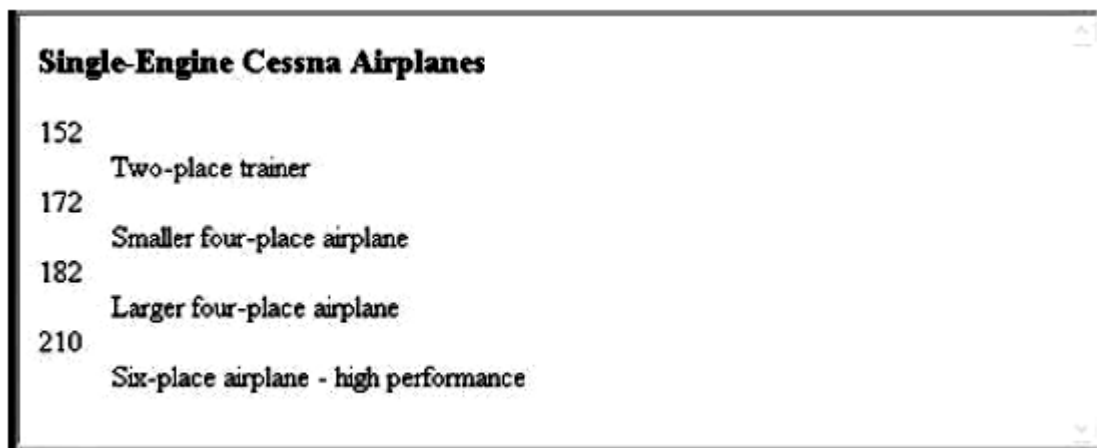 Single-Engine Cessna Airplanes
152
Two-place trainer
172
Smaller four-place airplane
182
Larger four-place airplane
210
Six-place airplane - high performance